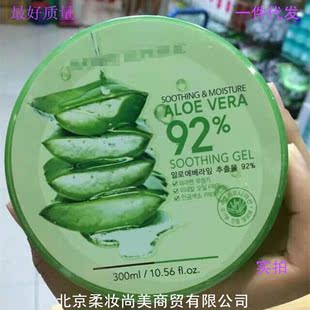 最好质量
一件代发
SOOTHING & MOISTURE
ALOE VERA
92%
SOOTHING GEL
알로에베라잎 추출물 92%
300ml / 10.56 fl.oz.
实拍
北京柔妆尚美商贸有限公司